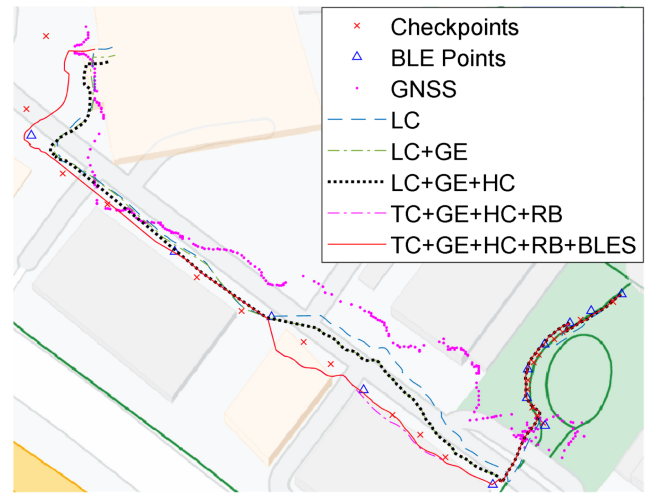 Checkpoints
BLE Points
GNSS
LC
LC+GE
LC+GE+HC
TC+GE+HC+RB
TC+GE+HC+RB+BLES